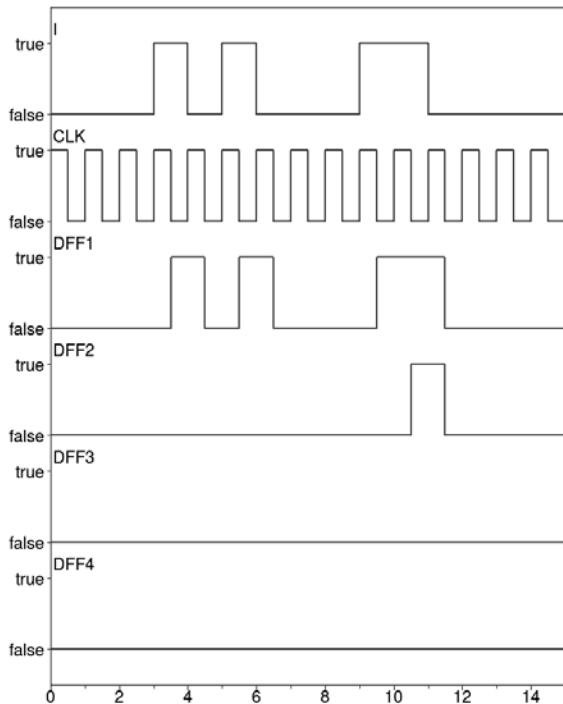 I
true
false
CLK
true
false
DFF1
true
false
DFF2
true
false
DFF3
true
false
DFF4
true
false
0 2 4 6 8 10 12 14